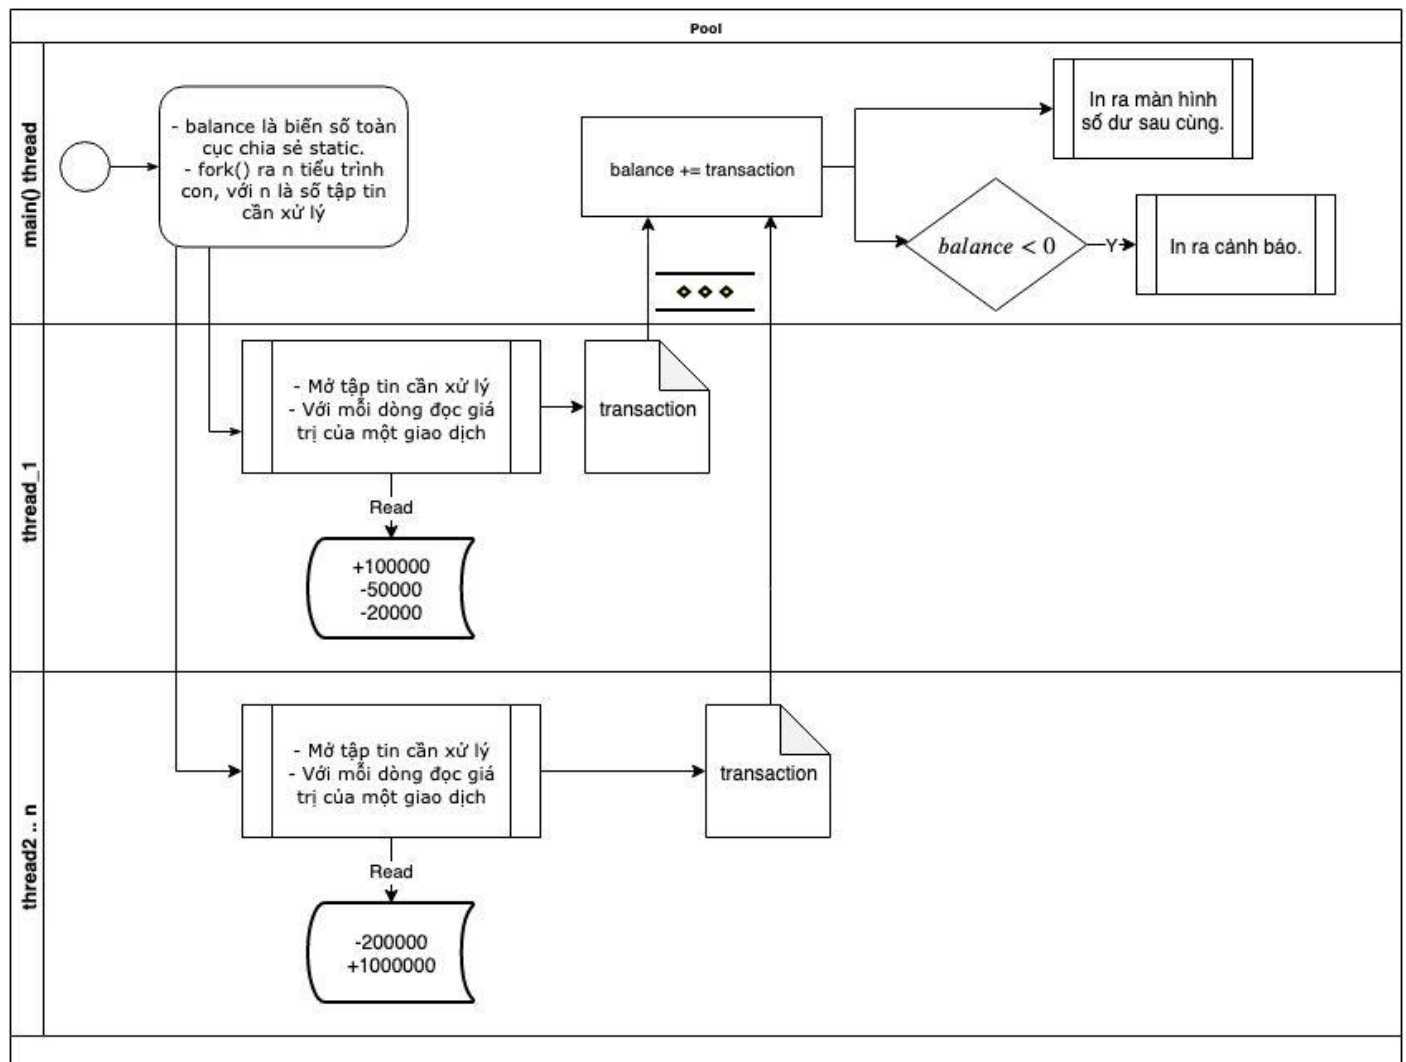 Pool
main() thread
- balance là biến số toàn
cục chia sẻ static.
- fork() ra n tiểu trình
con, với n là số tập tin
cần xử lý
balance += transaction
In ra màn hình
số dư sau cùng.
balance < 0
Y
In ra cảnh báo.
thread_1
- Mở tập tin cần xử lý
- Với mỗi dòng đọc giá
trị của một giao dịch
transaction
Read
+100000
-50000
-20000
thread2 .. n
- Mở tập tin cần xử lý
- Với mỗi dòng đọc giá
trị của một giao dịch
transaction
Read
-200000
+1000000